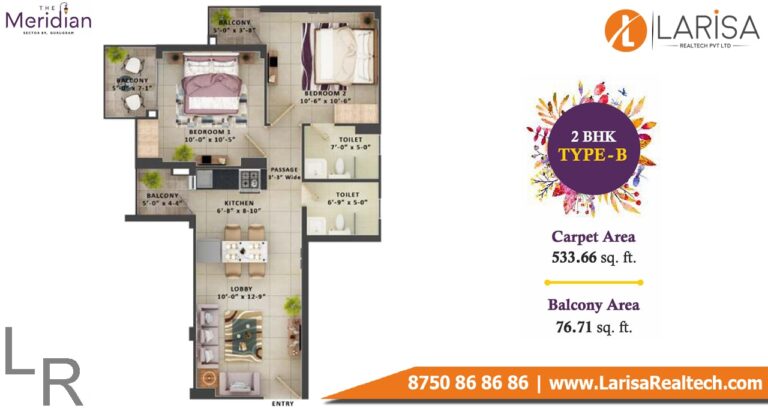 THE
Meridian
SECTOR 89, GURUGRAM
LARISA
REALTECH PVT LTD
BALCONY
5'-0" x 3'-8"
BALCONY
5'-0" x 7'-1"
BEDROOM 2
10'-6" x 10'-6"
BEDROOM 1
10'-0" x 10'-5"
TOILET
7'-0" x 5'-0"
PASSAGE
3'-3" Wide
BALCONY
5'-0" x 4'-4"
KITCHEN
6'-8" x 8'-10"
TOILET
6'-9" x 5'-0"
LOBBY
10'-0" x 12'-9"
ENTRY
2 BHK
TYPE-B
Carpet Area
533.66 sq. ft.
Balcony Area
76.71 sq. ft.
LR
8750 86 86 86 | www.LarisaRealtech.com